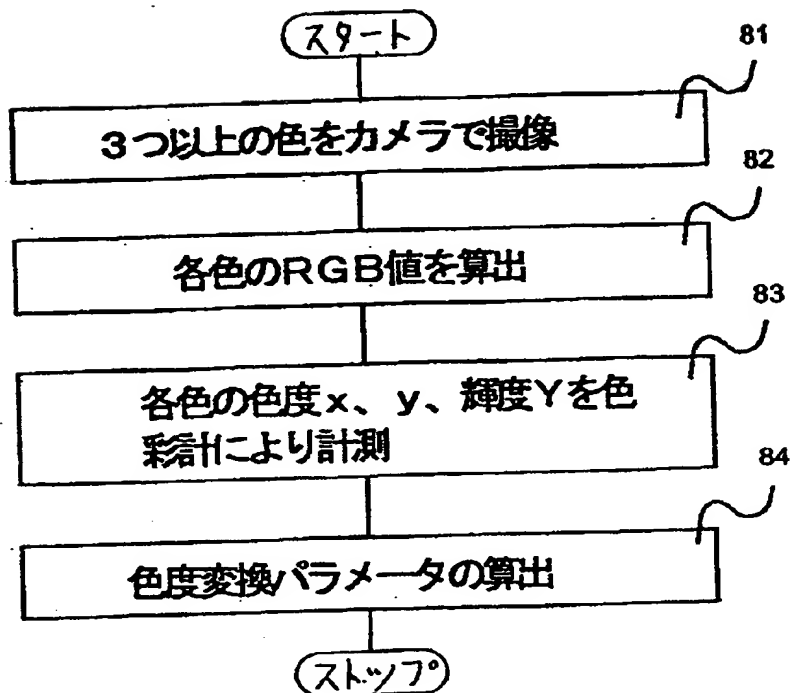 スタート
81
3つ以上の色をカメラで撮像
82
各色のRGB値を算出
83
各色の色度x、y、輝度Yを色
彩計により計測
84
色度変換パラメータの算出
ストップ